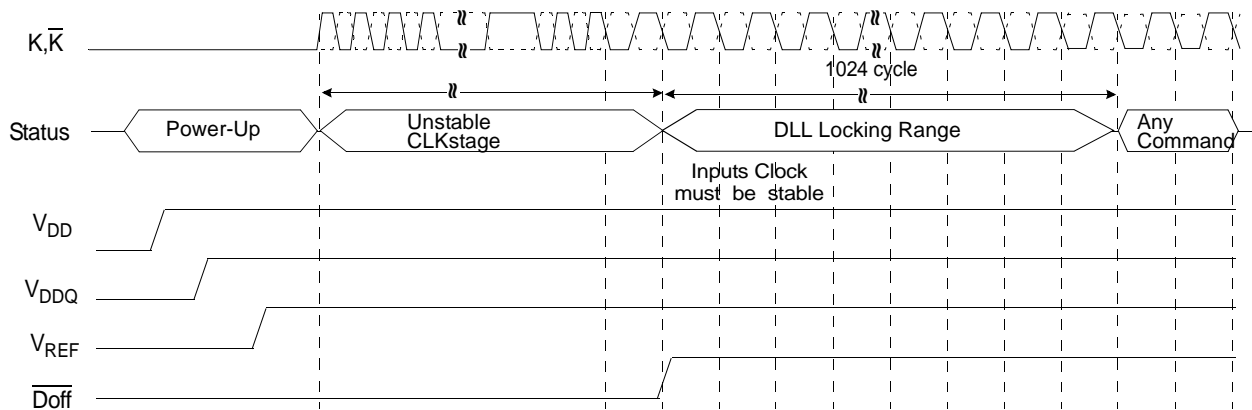 K,K̅
1024 cycle
Status
Power-Up
Unstable
CLKstage
DLL Locking Range
Any
Command
Inputs Clock
must be stable
VDD
VDDQ
VREF
D̅o̅f̅f̅